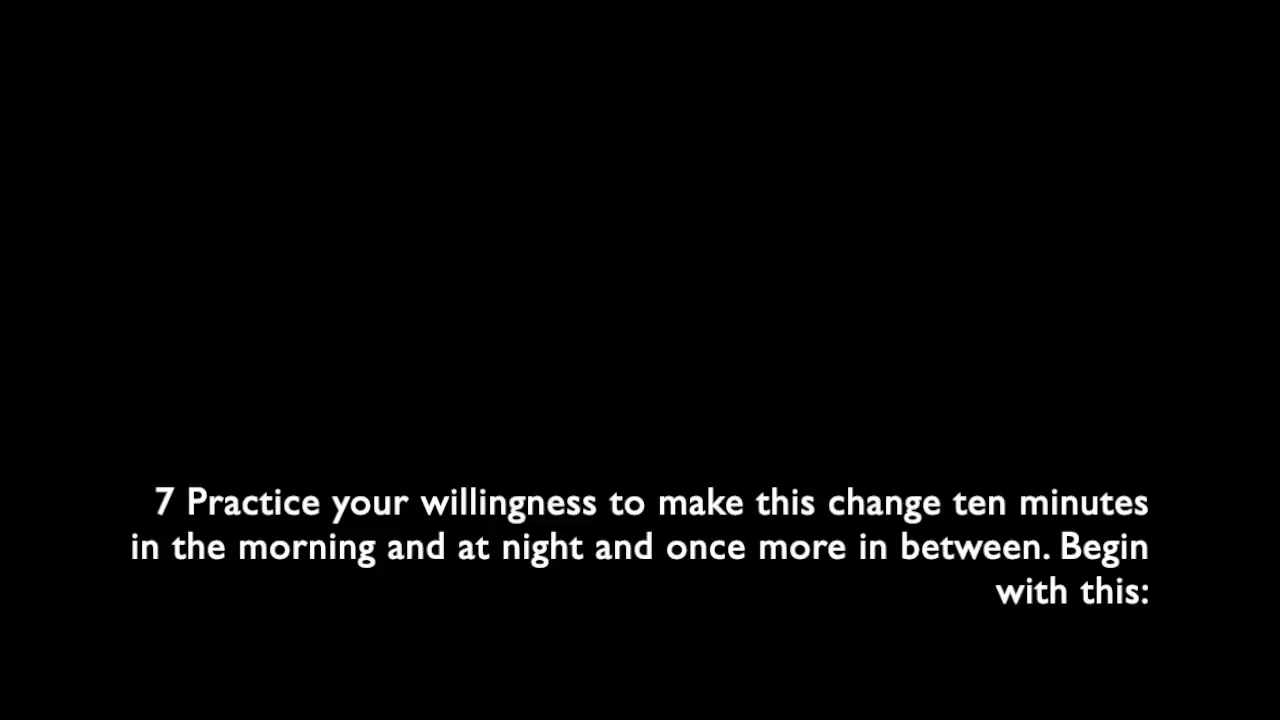 7 Practice your willingness to make this change ten minutes
in the morning and at night and once more in between. Begin
with this: